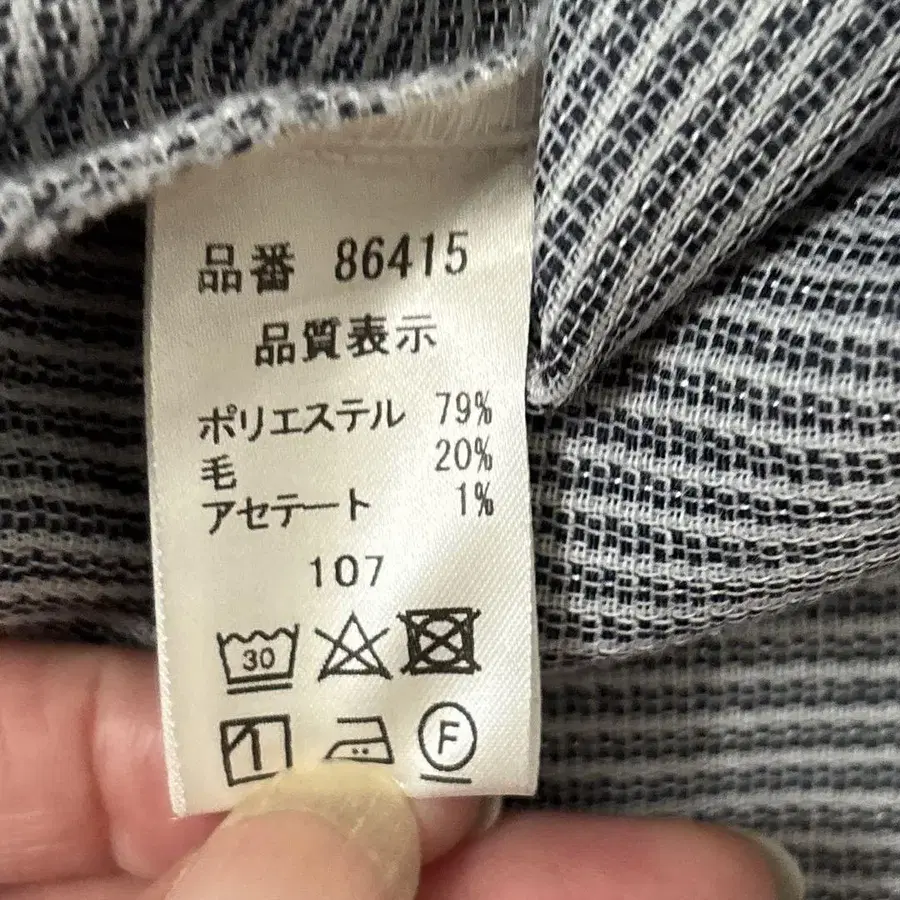 品番 86415
品質表示
ポリエステル 79%
毛 20%
アセテート 1%
107
30
F